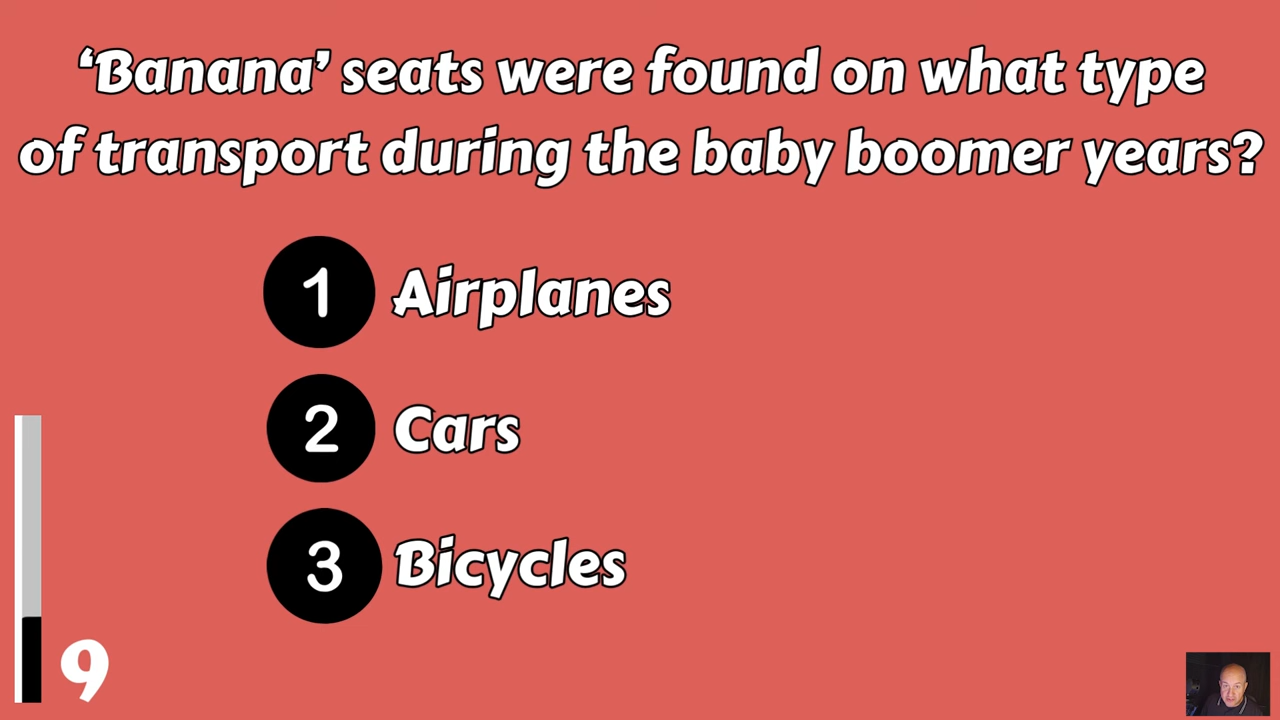 ‘Banana’ seats were found on what type
of transport during the baby boomer years?
1 Airplanes
2 Cars
3 Bicycles
9